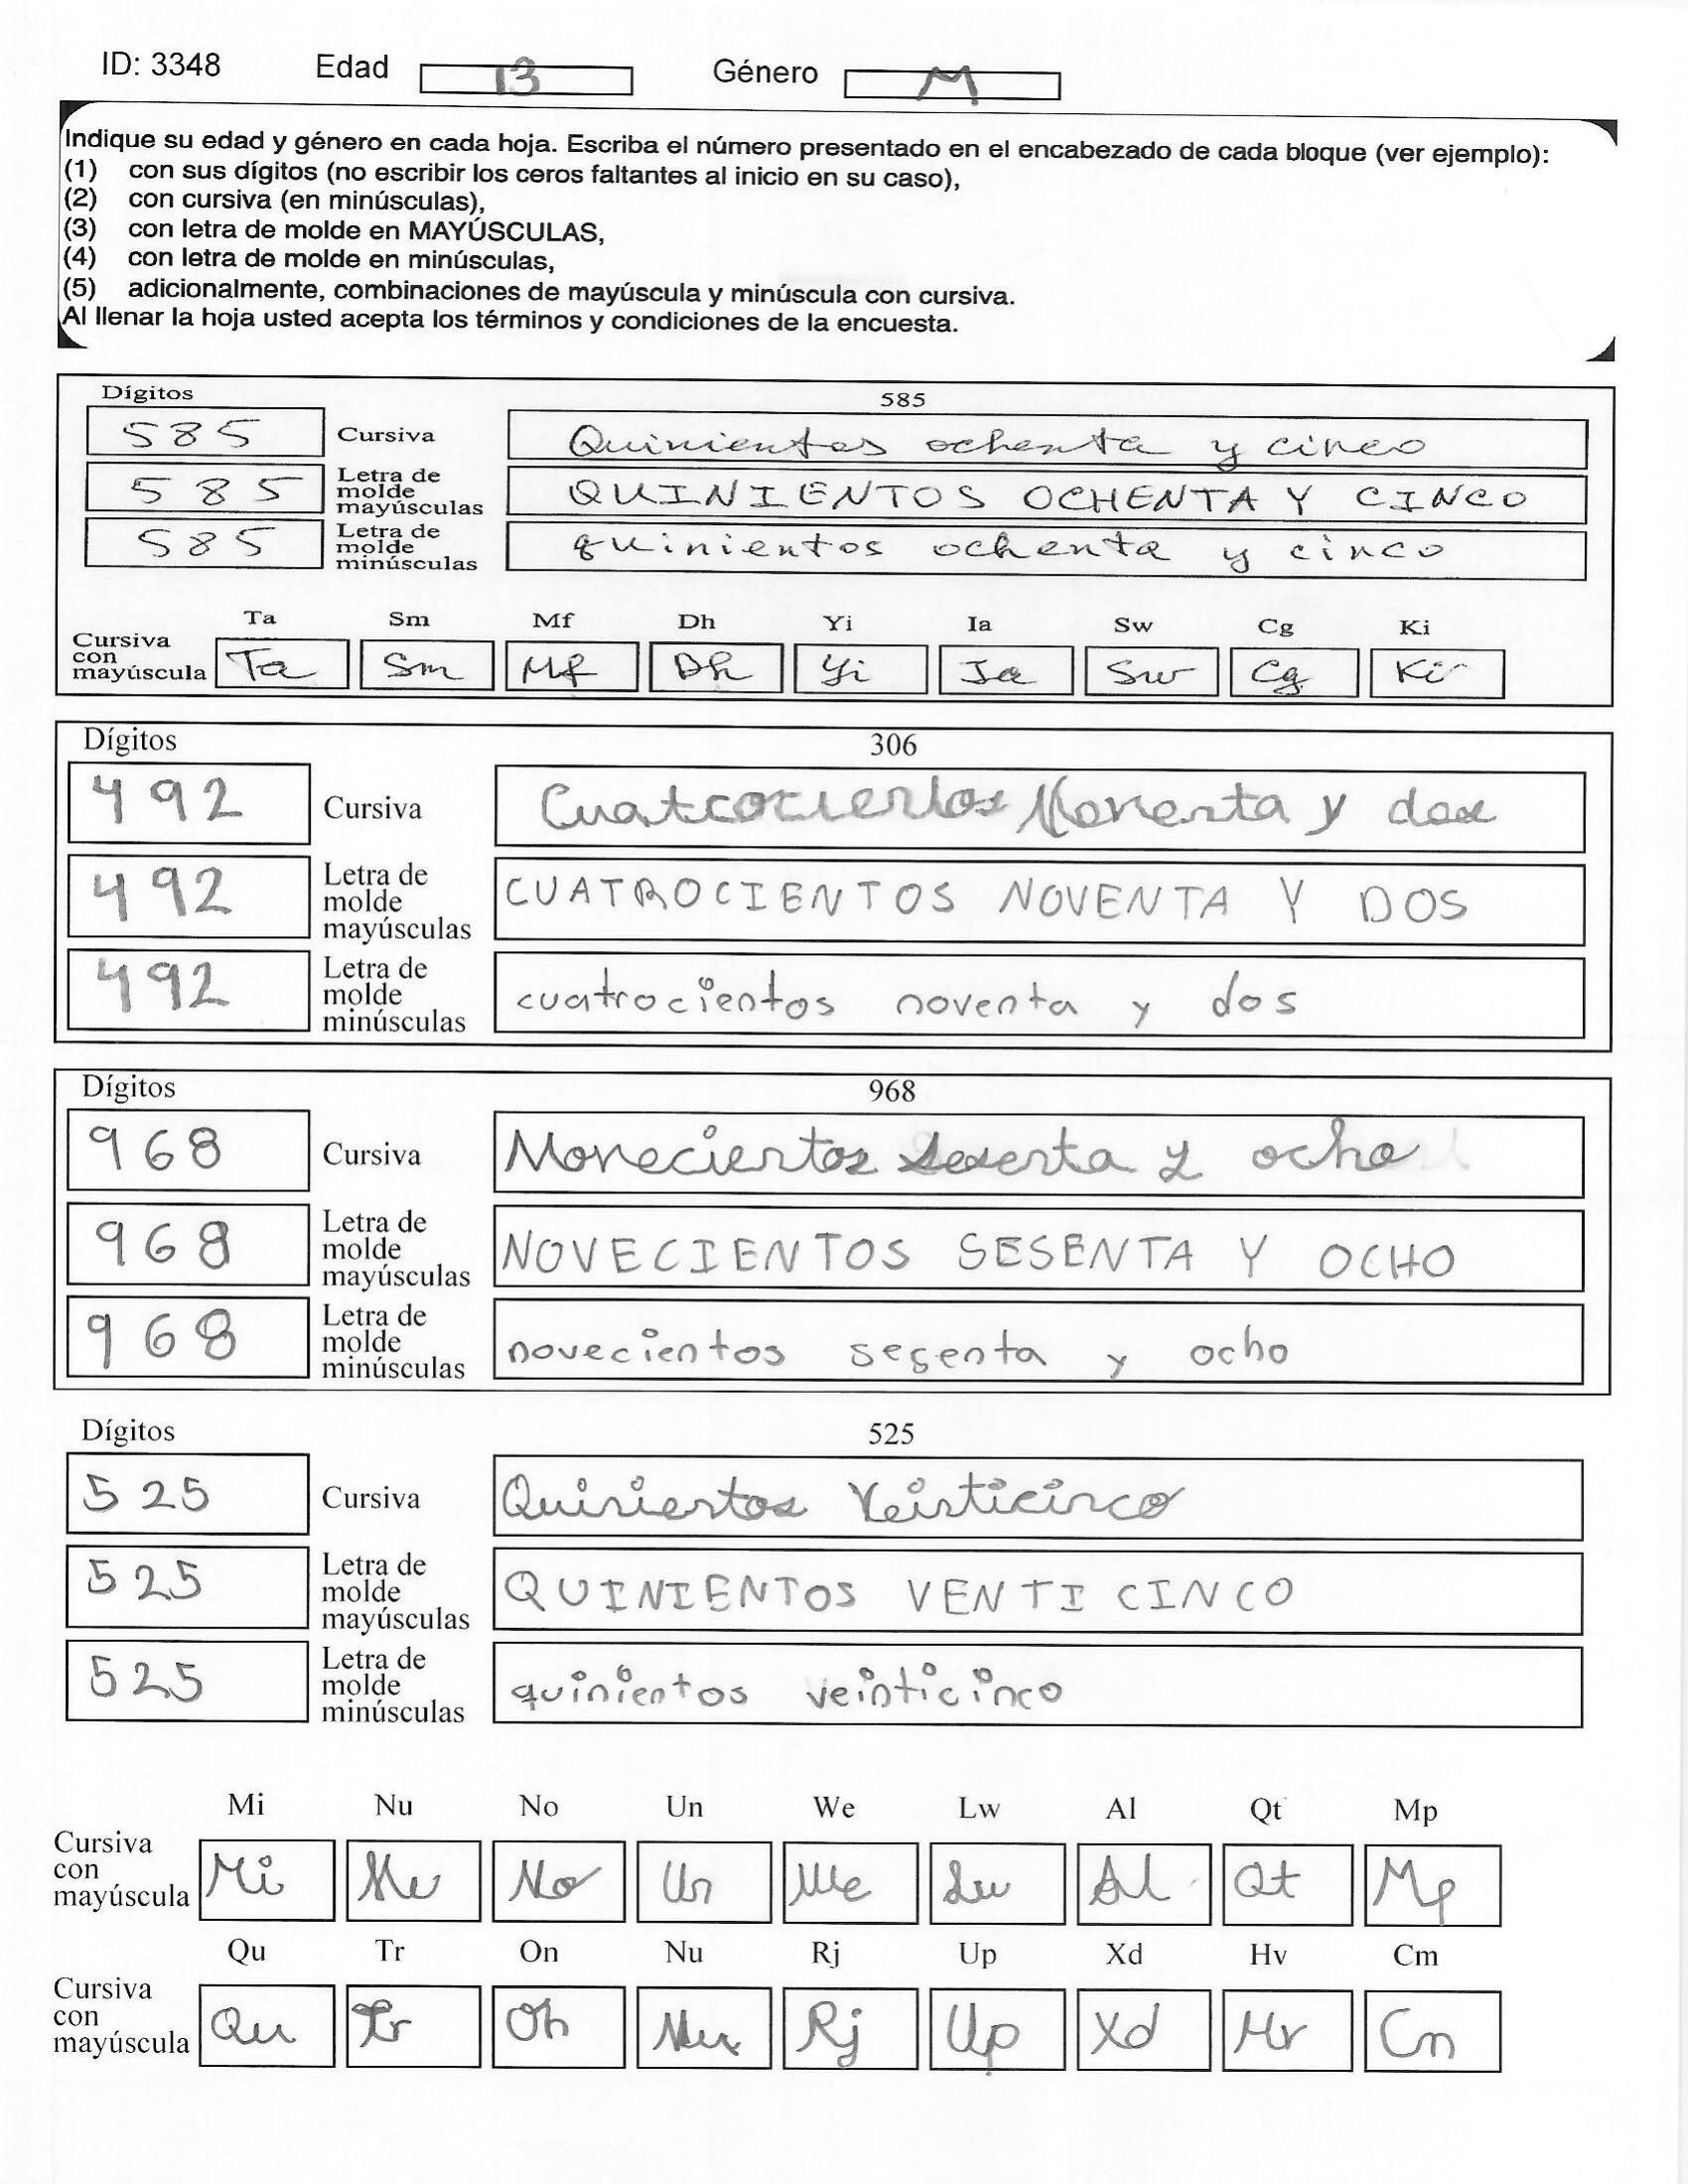 ID: 3348 Edad 13 Género M
Indique su edad y género en cada hoja. Escriba el número presentado en el encabezado de cada bloque (ver ejemplo):
(1) con sus dígitos (no escribir los ceros faltantes al inicio en su caso),
(2) con cursiva (en minúsculas),
(3) con letra de molde en MAYÚSCULAS,
(4) con letra de molde en minúsculas,
(5) adicionalmente, combinaciones de mayúscula y minúscula con cursiva.
Al llenar la hoja usted acepta los términos y condiciones de la encuesta.
Dígitos 585
585 Cursiva Quinientos ochenta y cinco
585 Letra de molde mayúsculas QUINIENTOS OCHENTA Y CINCO
585 Letra de molde minúsculas quinientos ochenta y cinco
Ta Sm Mf Dh Yi Ia Sw Cg Ki
Cursiva con mayúscula Ta Sm Mf Dh Yi Ia Sw Cg Ki
Dígitos 306
492 Cursiva Cuatrocientos Noventa y dos
492 Letra de molde mayúsculas CUATROCIENTOS NOVENTA Y DOS
492 Letra de molde minúsculas cuatrocientos noventa y dos
Dígitos 968
968 Cursiva Novecientos sesenta y ocho
968 Letra de molde mayúsculas NOVECIENTOS SESENTA Y OCHO
968 Letra de molde minúsculas novecientos sesenta y ocho
Dígitos 525
525 Cursiva Quinientos Veinticinco
525 Letra de molde mayúsculas QUINIENTOS VENTI CINCO
525 Letra de molde minúsculas quinientos veinticinco
Mi Nu No Un We Lw Al Qt Mp
Cursiva con mayúscula Mi Nu No Un We Lw Al Qt Mp
Qu Tr On Nu Rj Up Xd Hv Cm
Cursiva con mayúscula Qu Tr On Nu Rj Up Xd Hv Cn